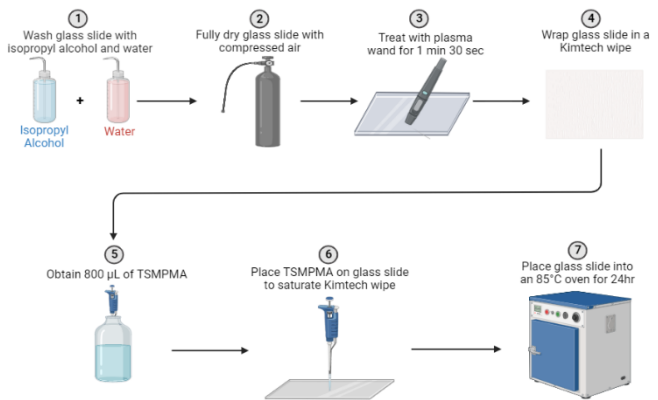 1
Wash glass slide with
isopropyl alcohol and water
+
Isopropyl
Alcohol
Water
2
Fully dry glass slide with
compressed air
3
Treat with plasma
wand for 1 min 30 sec
4
Wrap glass slide in a
Kimtech wipe
5
Obtain 800 µL of TSMPMA
6
Place TSMPMA on glass slide
to saturate Kimtech wipe
7
Place glass slide into
an 85°C oven for 24hr